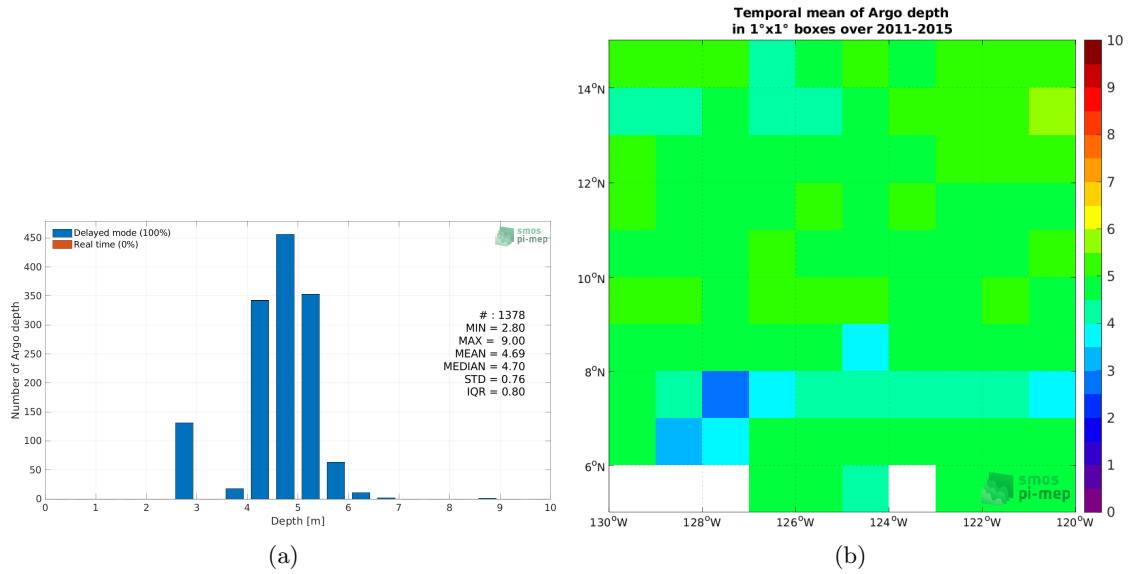 Temporal mean of Argo depth
in 1°x1° boxes over 2011-2015
Delayed mode (100%)
Real time (0%)
smos
pi-mep
# : 1378
MIN = 2.80
MAX = 9.00
MEAN = 4.69
MEDIAN = 4.70
STD = 0.76
IQR = 0.80
Number of Argo depth
450
400
350
300
250
200
150
100
50
0
0 1 2 3 4 5 6 7 8 9 10
Depth [m]
(a)
14°N
12°N
10°N
8°N
6°N
130°W 128°W 126°W 124°W 122°W 120°W
smos
pi-mep
10
9
8
7
6
5
4
3
2
1
0
(b)